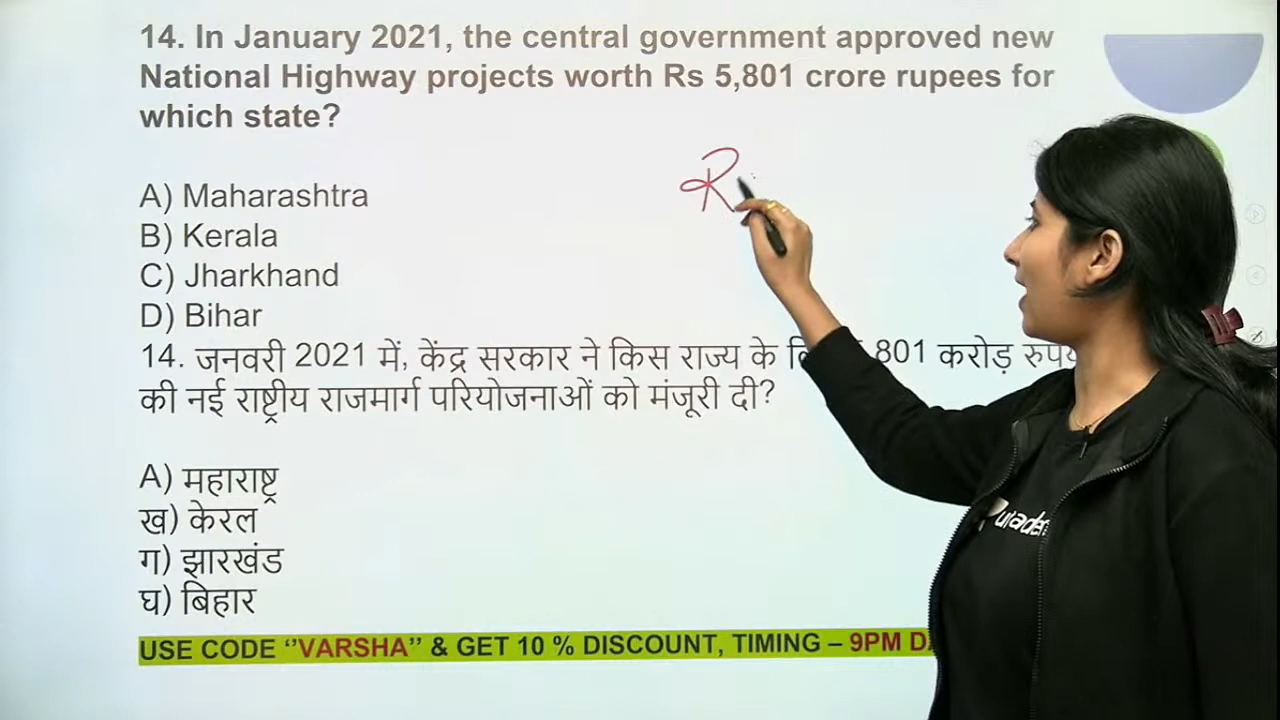 14. In January 2021, the central government approved new
National Highway projects worth Rs 5,801 crore rupees for
which state?
R
A) Maharashtra
B) Kerala
C) Jharkhand
D) Bihar
14. जनवरी 2021 में, केंद्र सरकार ने किस राज्य के 801 करोड़
की नई राष्ट्रीय राजमार्ग परियोजनाओं को मंजूरी दी?
A) महाराष्ट्र
ख) केरल
ग) झारखंड
घ) बिहार
USE CODE ‘’VARSHA’’ & GET 10 % DISCOUNT, TIMING – 9PM